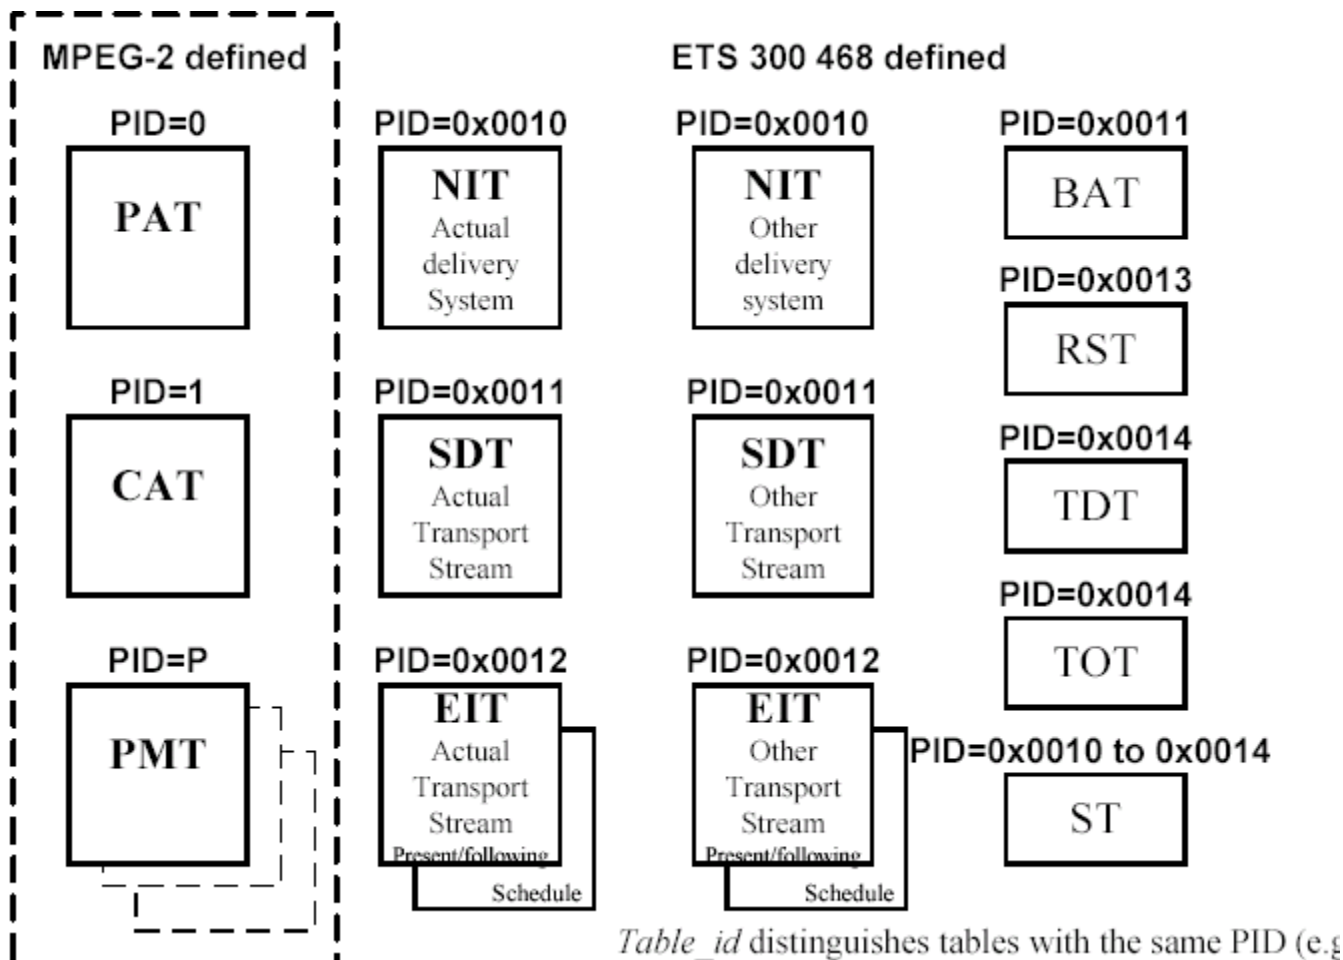 MPEG-2 defined
ETS 300 468 defined
PID=0
PAT
PID=0x0010
NIT
Actual
delivery
System
PID=0x0010
NIT
Other
delivery
system
PID=0x0011
BAT
PID=0x0013
RST
PID=1
CAT
PID=0x0011
SDT
Actual
Transport
Stream
PID=0x0011
SDT
Other
Transport
Stream
PID=0x0014
TDT
PID=0x0014
TOT
PID=P
PMT
PID=0x0012
EIT
Actual
Transport
Stream
Present/following
Schedule
PID=0x0012
EIT
Other
Transport
Stream
Present/following
Schedule
PID=0x0010 to 0x0014
ST
Table_id distinguishes tables with the same PID (e.g